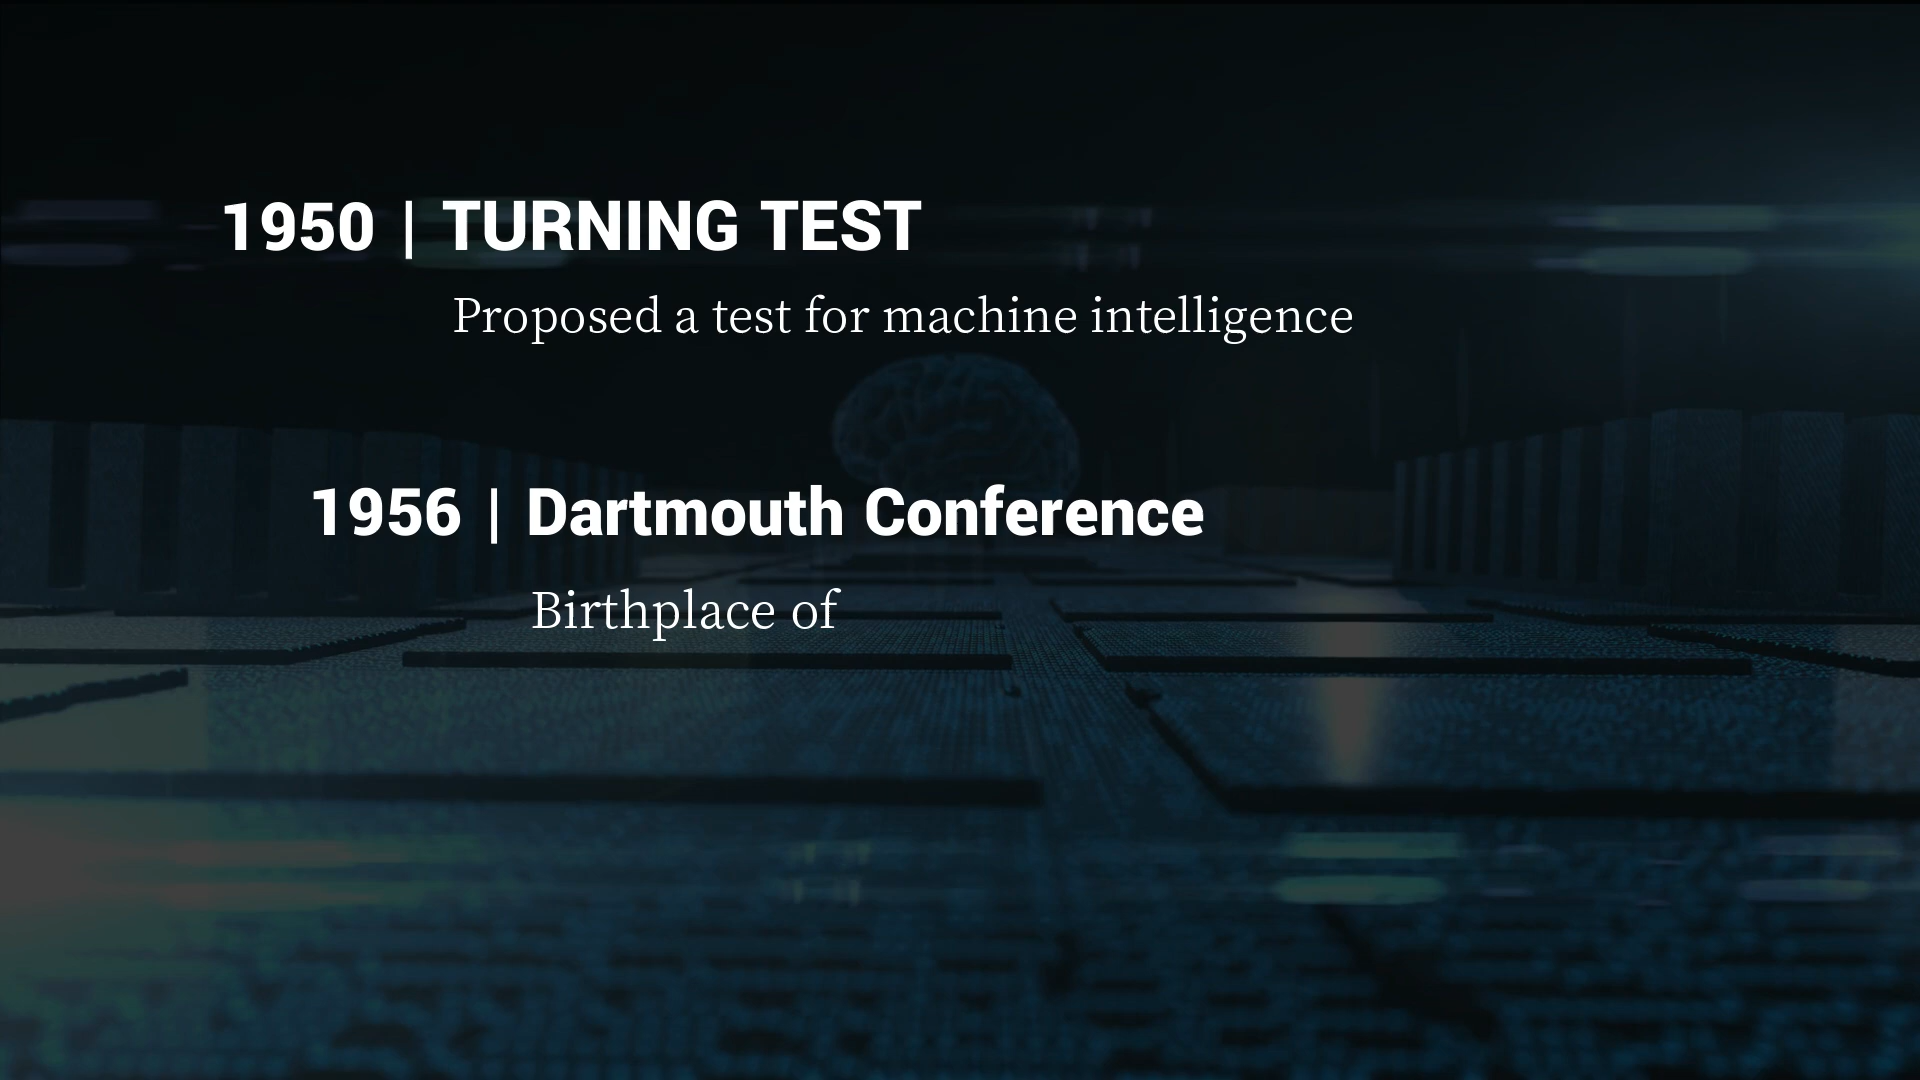 1950 | TURNING TEST
Proposed a test for machine intelligence
1956 | Dartmouth Conference
Birthplace of